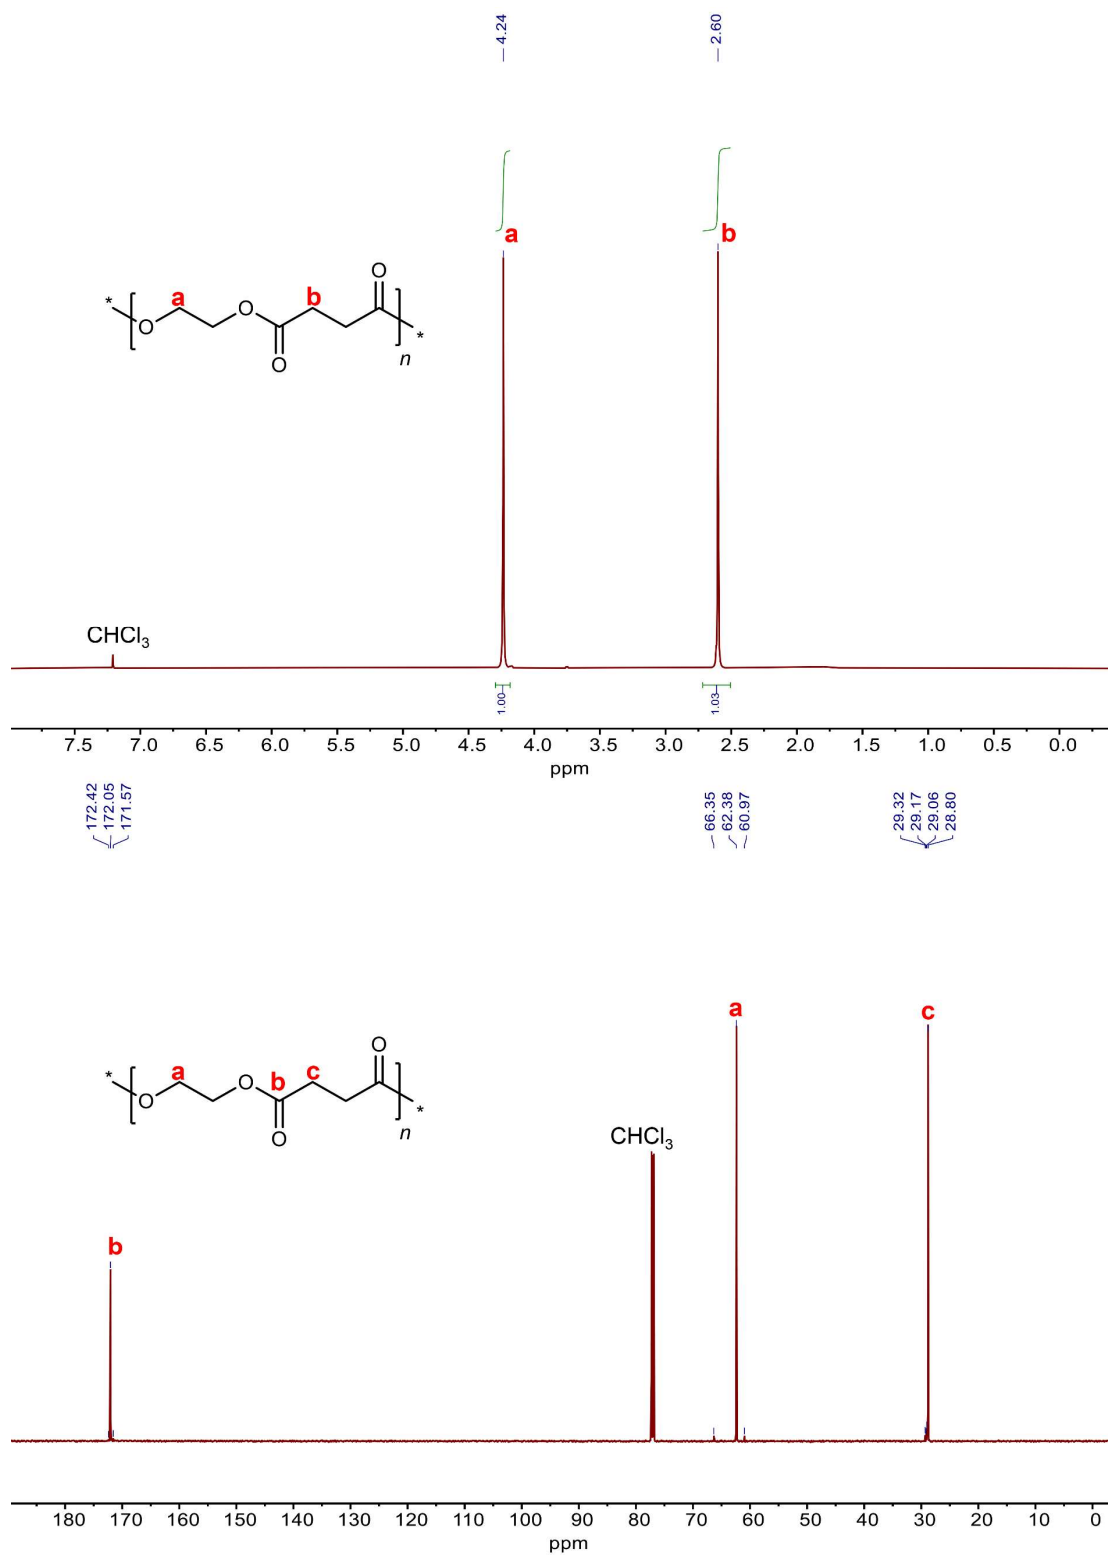 4.24
2.60
a
b
* O a O b O O n *
CHCl₃
1.00
1.03
7.5 7.0 6.5 6.0 5.5 5.0 4.5 4.0 3.5 3.0 2.5 2.0 1.5 1.0 0.5 0.0
ppm
172.42
172.05
171.57
66.35
62.38
60.97
29.32
29.17
29.06
28.80
a
c
* O a O b c O O n *
CHCl₃
b
180 170 160 150 140 130 120 110 100 90 80 70 60 50 40 30 20 10 0
ppm